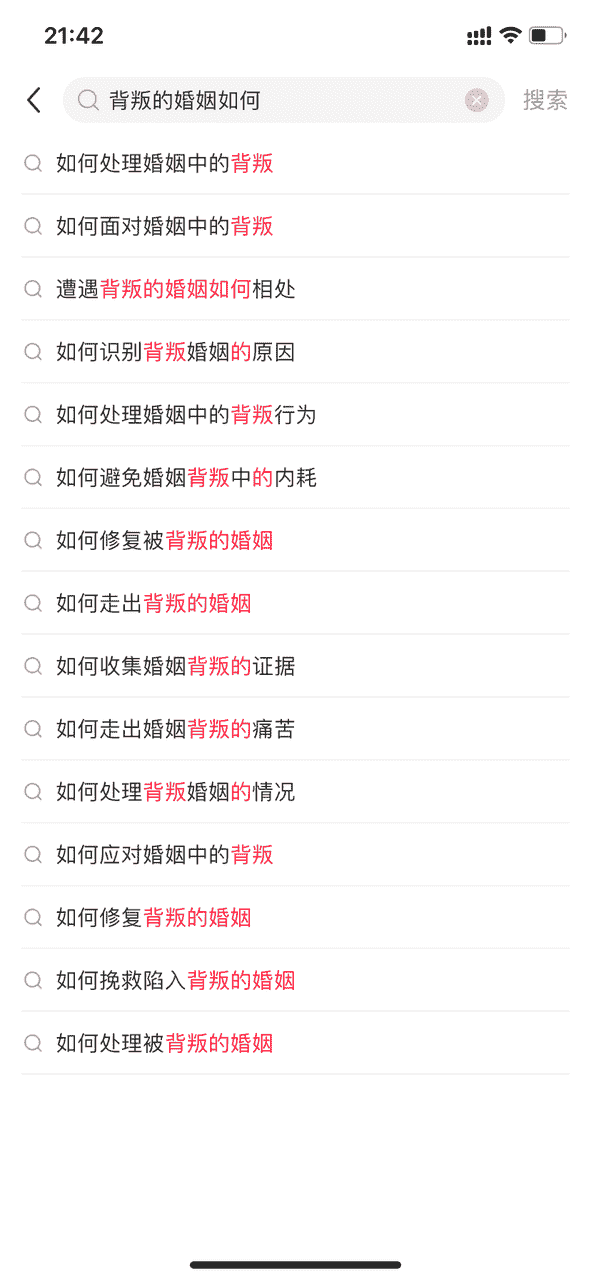 21:42
背叛的婚姻如何 搜索
如何处理婚姻中的背叛
如何面对婚姻中的背叛
遭遇背叛的婚姻如何相处
如何识别背叛婚姻的原因
如何处理婚姻中的背叛行为
如何避免婚姻背叛中的内耗
如何修复被背叛的婚姻
如何走出背叛的婚姻
如何收集婚姻背叛的证据
如何走出婚姻背叛的痛苦
如何处理背叛婚姻的情况
如何应对婚姻中的背叛
如何修复背叛的婚姻
如何挽救陷入背叛的婚姻
如何处理被背叛的婚姻